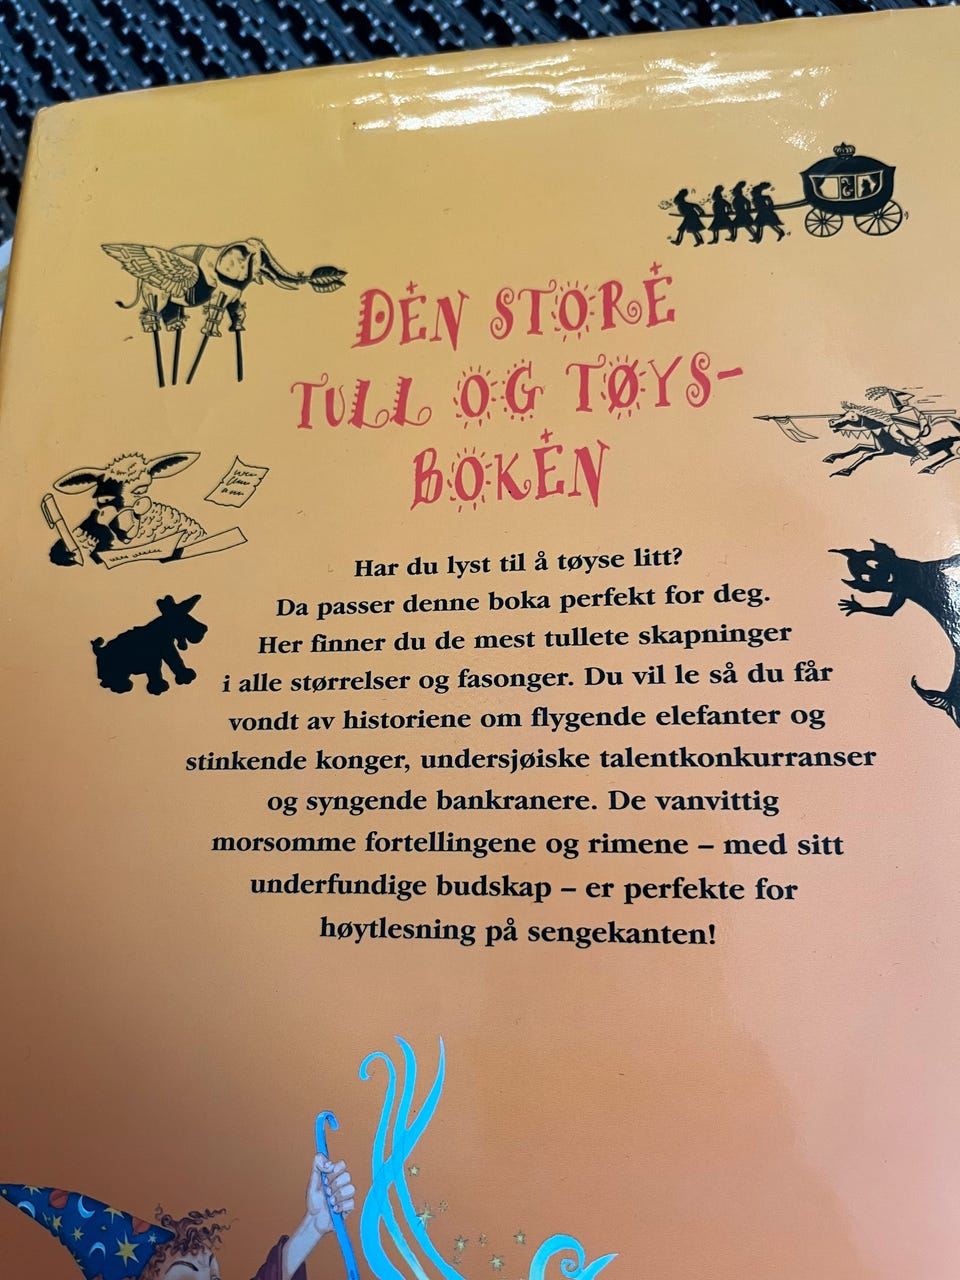 DEN STORE
TULL OG TØYS-
BOKEN
Har du lyst til å tøyse litt?
Da passer denne boka perfekt for deg.
Her finner du de mest tullete skapninger
i alle størrelser og fasonger. Du vil le så du får
vondt av historiene om flygende elefanter og
stinkende konger, undersjøiske talentkonkurranser
og syngende bankranere. De vanvittig
morsomme fortellingene og rimene – med sitt
underfundige budskap – er perfekte for
høytlesning på sengekanten!